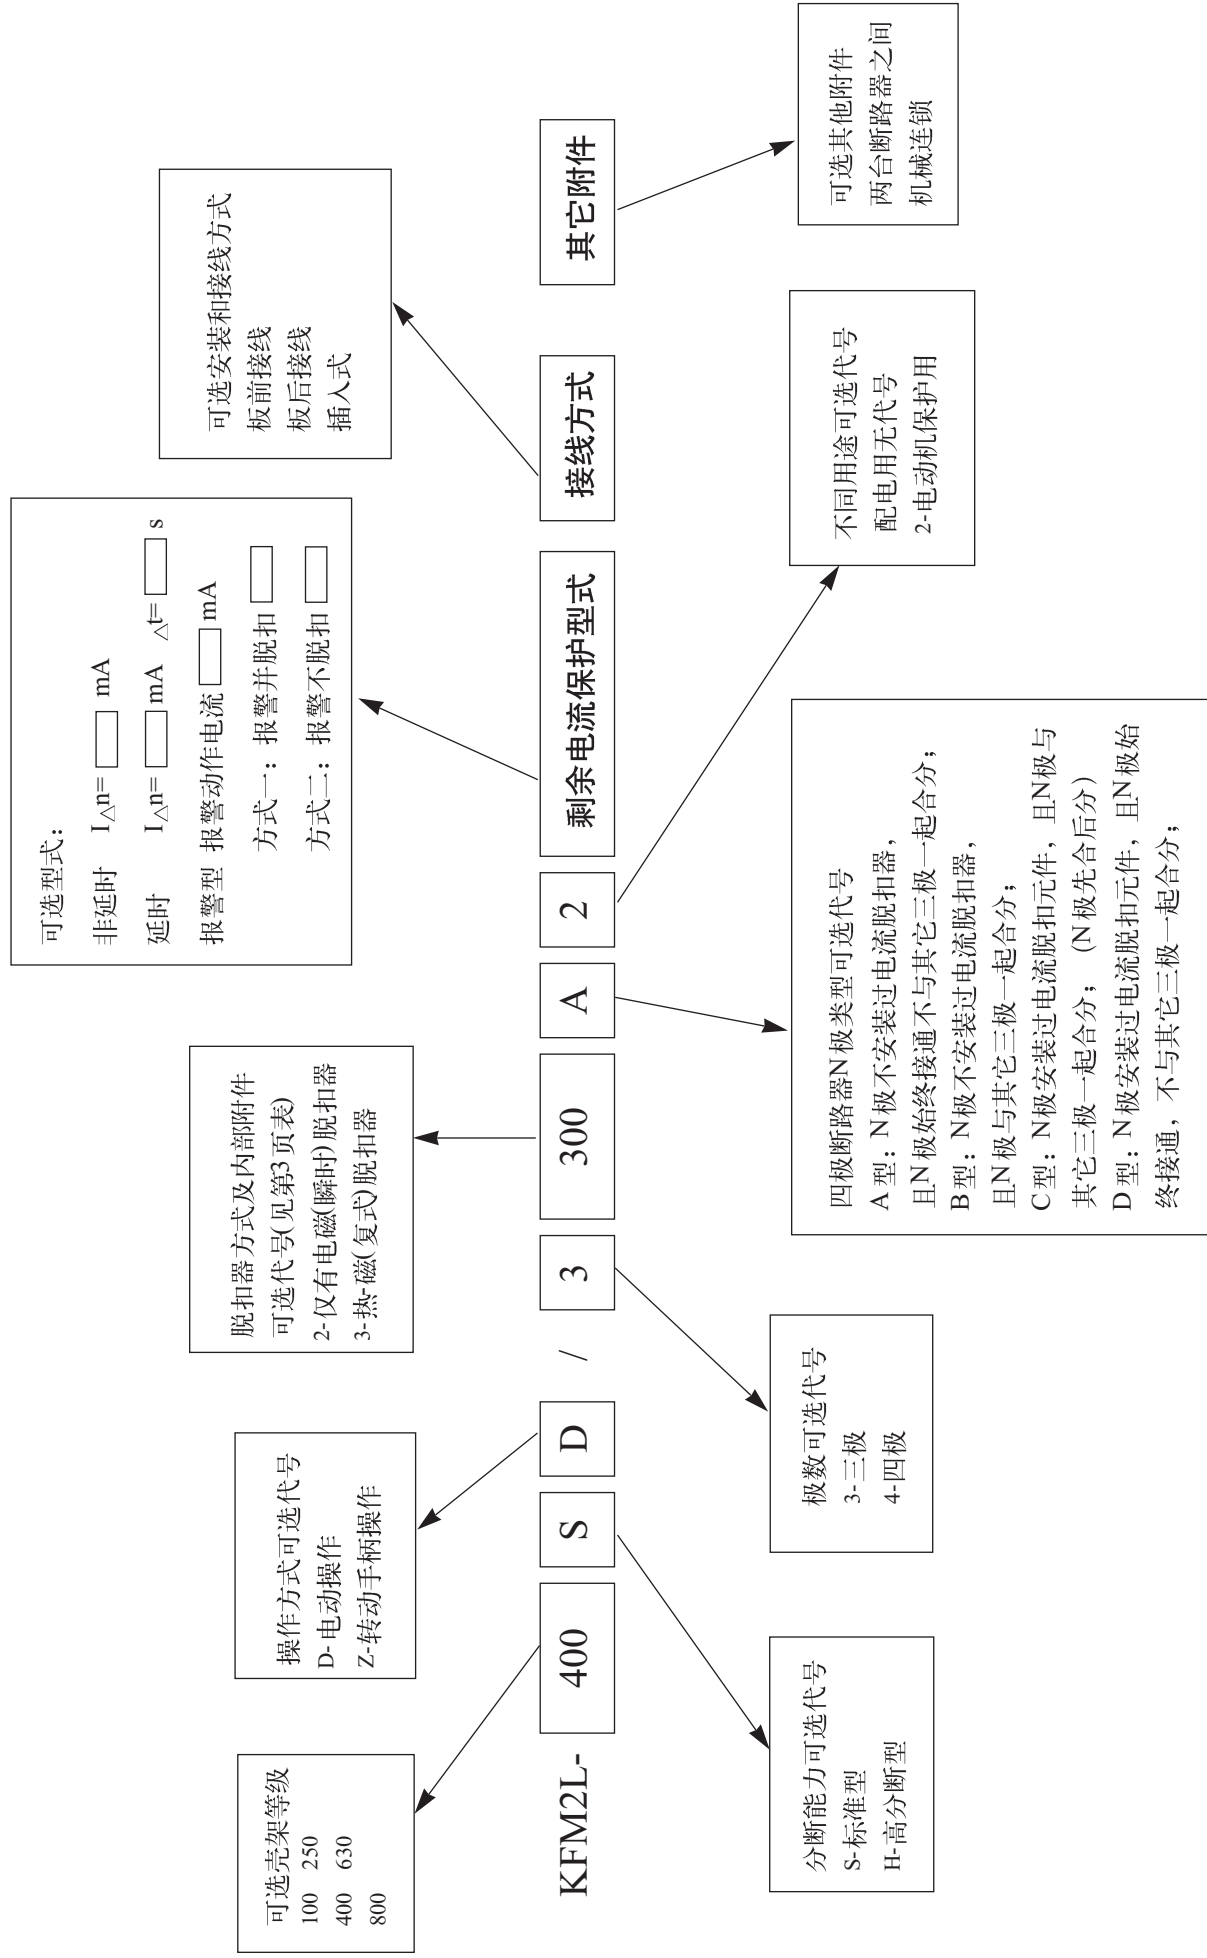 可选壳架等级
100 250
400 630
800
操作方式可选代号
D-电动操作
Z-转动手柄操作
脱扣器方式及内部附件
可选代号(见第3页表)
2-仅有电磁(瞬时)脱扣器
3-热-磁(复式)脱扣器
可选型式：
非延时 I△n= mA
延时 I△n= mA △t= s
报警型 报警动作电流 mA
方式一：报警并脱扣
方式二：报警不脱扣
可选安装和接线方式
板前接线
板后接线
插入式
KFM2L- 400 S D / 3 300 A 2 剩余电流保护型式 接线方式 其它附件
分断能力可选代号
S-标准型
H-高分断型
极数可选代号
3-三极
4-四极
四极断路器N极类型可选代号
A型：N极不安装过电流脱扣器，
且N极始终接通不与其它三极一起合分；
B型：N极不安装过电流脱扣器，
且N极与其它三极一起合分；
C型：N极安装过电流脱扣元件，且N极与
其它三极一起合分；（N极先合后分）
D型：N极安装过电流脱扣元件，且N极始
终接通，不与其它三极一起合分；
不同用途可选代号
配电用无代号
2-电动机保护用
可选其他附件
两台断路器之间
机械连锁